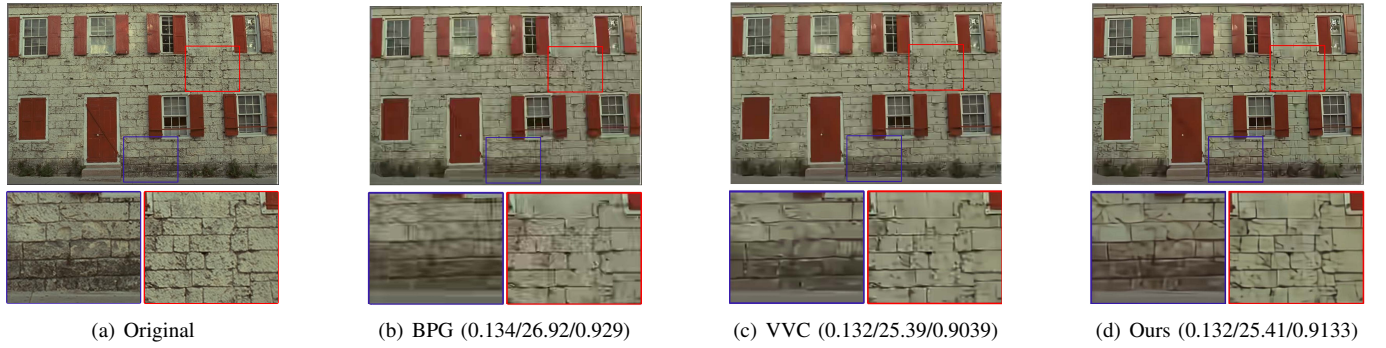 (a) Original
(b) BPG (0.134/26.92/0.929)
(c) VVC (0.132/25.39/0.9039)
(d) Ours (0.132/25.41/0.9133)